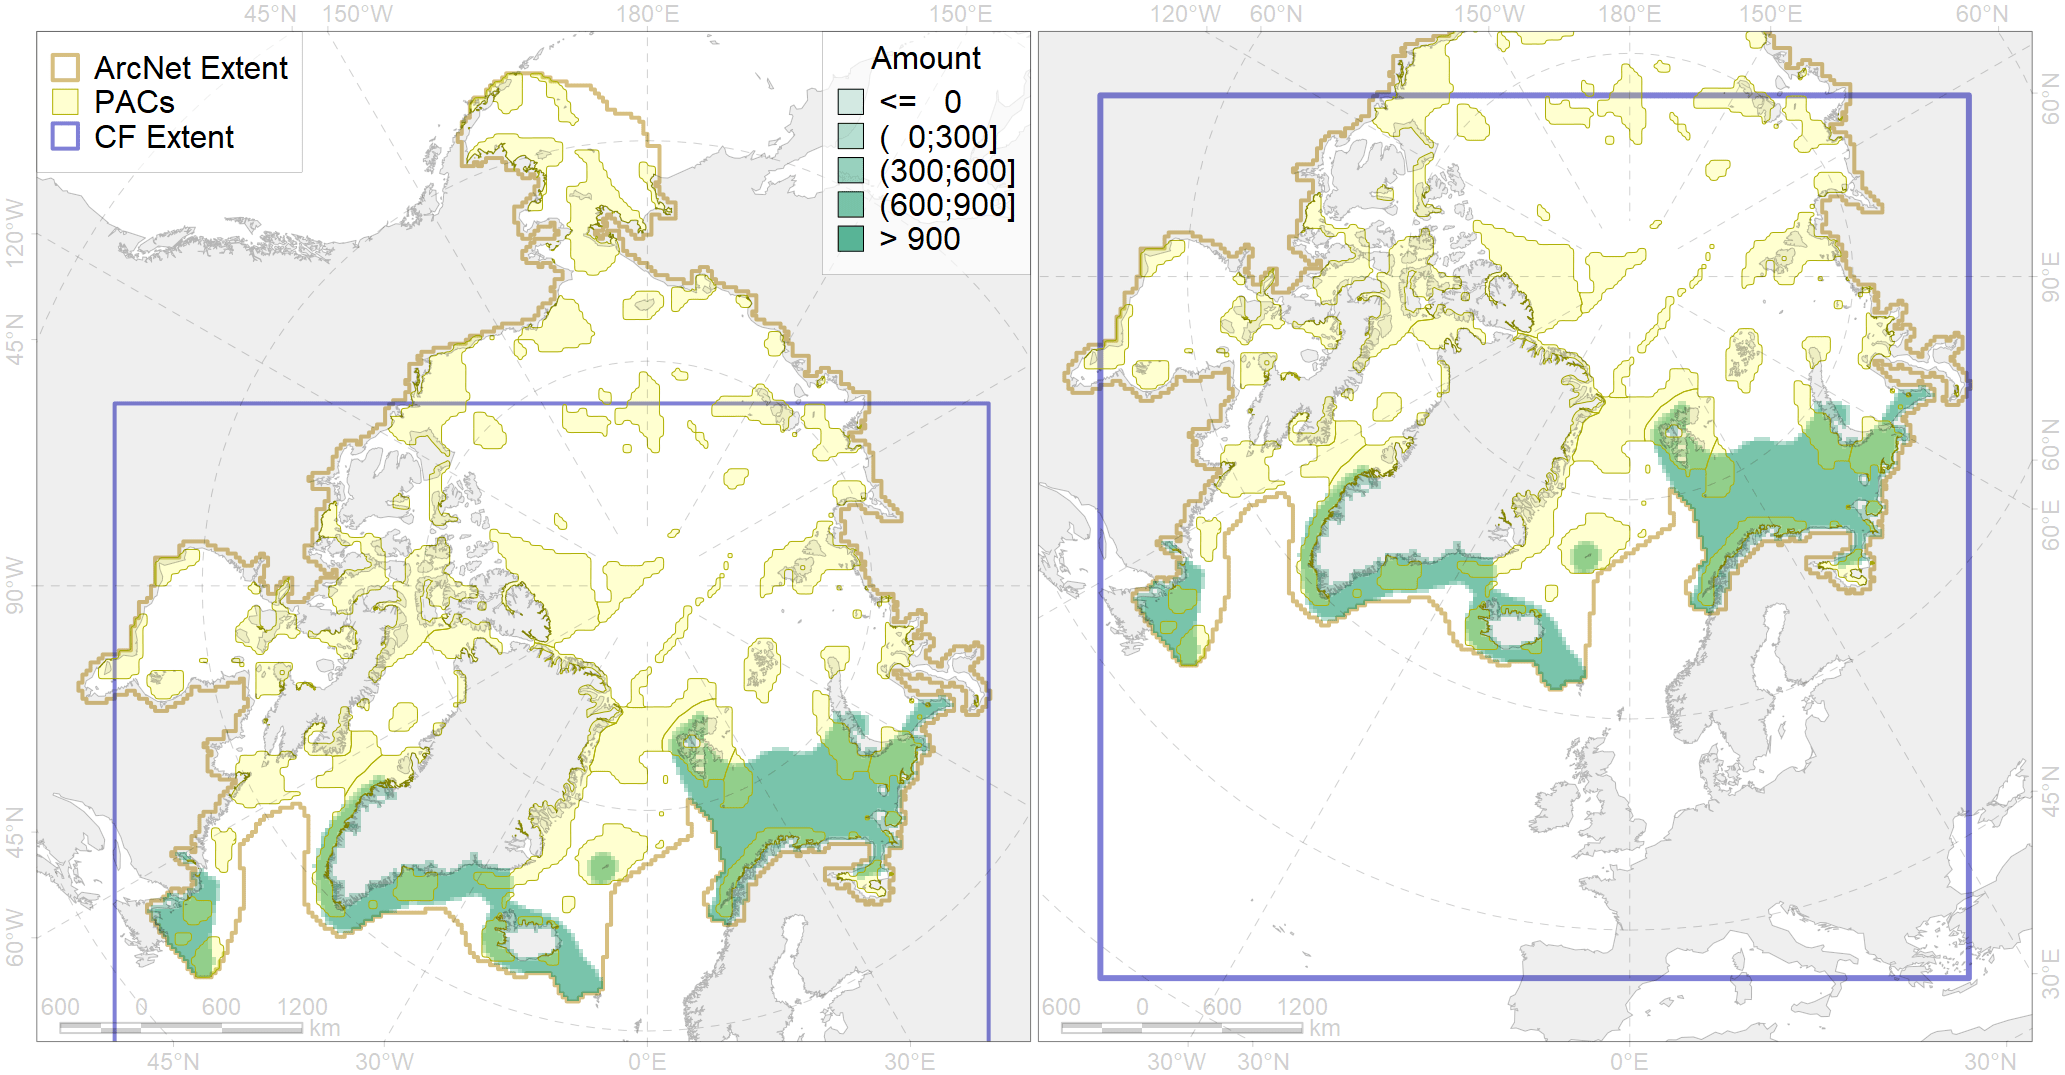 45°N 150°W 180°E 150°E
120°W 60°N 150°W 180°E 150°E 60°N
ArcNet Extent
PACs
CF Extent
Amount
<= 0
( 0;300]
(300;600]
(600;900]
> 900
120°W
45°N
90°W
45°N
60°W
60°N
90°E
60°N
60°E
45°N
30°E
600 0 600 1200
km
600 0 600 1200
km
45°N 30°W 0°E 30°E
30°W 30°N 0°E 30°N